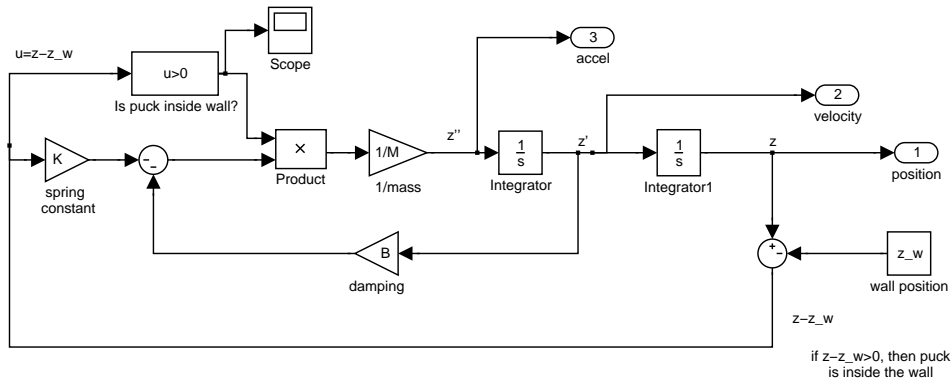 u=z−z_w
u>0
Is puck inside wall?
Scope
3
accel
2
velocity
K
spring
constant
−
−
×
Product
1/M
1/mass
z''
1
s
Integrator
z'
1
s
Integrator1
z
1
position
B
damping
+
−
z_w
wall position
z−z_w
if z−z_w>0, then puck
is inside the wall